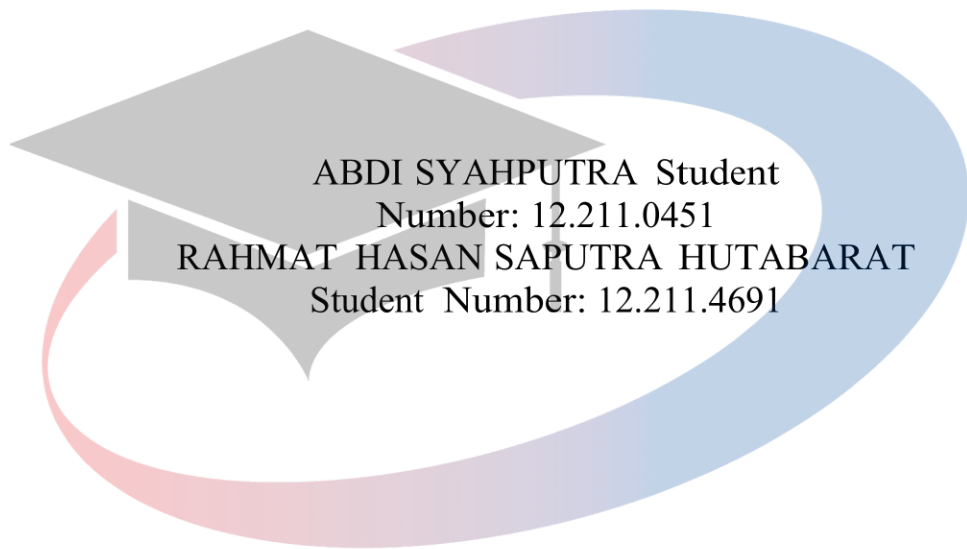 ABDI SYAHPUTRA Student
Number: 12.211.0451
RAHMAT HASAN SAPUTRA HUTABARAT
Student Number: 12.211.4691